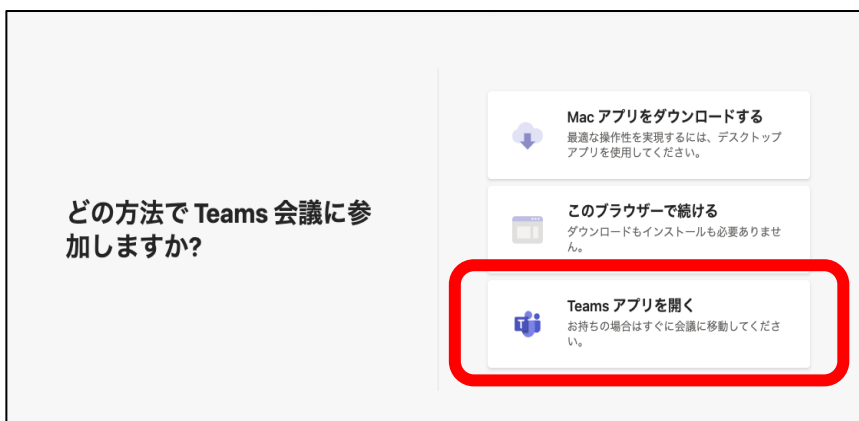 どの方法で Teams 会議に参
加しますか?
Mac アプリをダウンロードする
最適な操作性を実現するには、デスクトップ
アプリを使用してください。
このブラウザーで続ける
ダウンロードもインストールも必要ありませ
ん。
Teams アプリを開く
お持ちの場合はすぐに会議に移動してくださ
い。